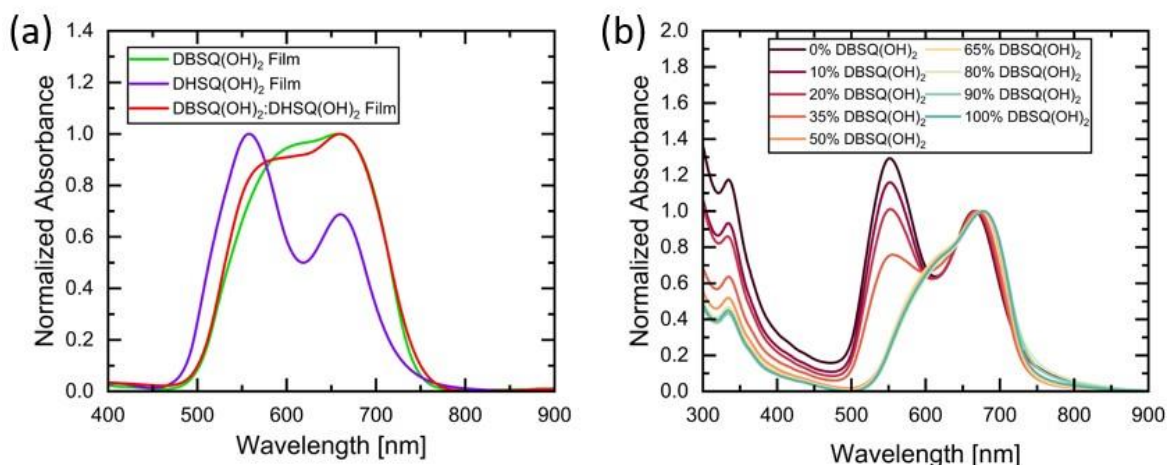 (a)
1.4
1.2
1.0
0.8
0.6
0.4
0.2
0.0
Normalized Absorbance
DBSQ(OH)₂ Film
DHSQ(OH)₂ Film
DBSQ(OH)₂:DHSQ(OH)₂ Film
400 500 600 700 800 900
Wavelength [nm]
(b)
2.0
1.8
1.6
1.4
1.2
1.0
0.8
0.6
0.4
0.2
0.0
Normalized Absorbance
0% DBSQ(OH)₂ 65% DBSQ(OH)₂
10% DBSQ(OH)₂ 80% DBSQ(OH)₂
20% DBSQ(OH)₂ 90% DBSQ(OH)₂
35% DBSQ(OH)₂ 100% DBSQ(OH)₂
50% DBSQ(OH)₂
300 400 500 600 700 800 900
Wavelength [nm]